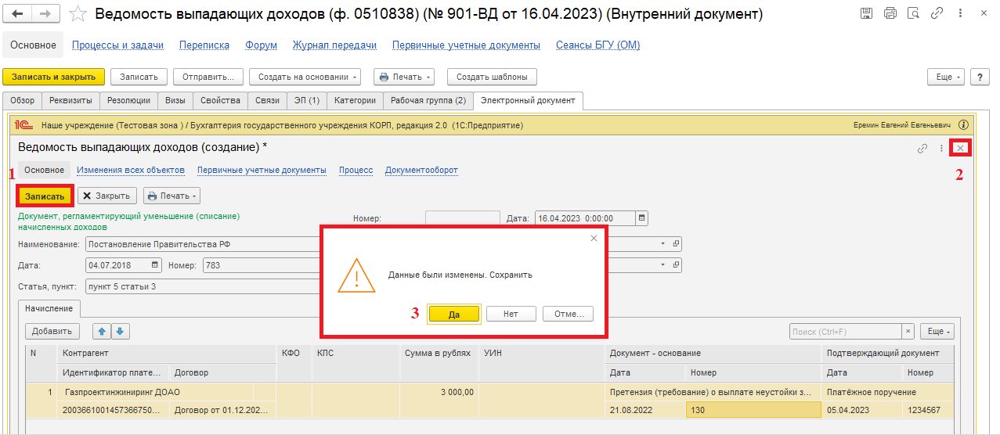 Ведомость выпадающих доходов (ф. 0510838) (№ 901-ВД от 16.04.2023) (Внутренний документ)
Основное Процессы и задачи Переписка Форум Журнал передачи Первичные учетные документы Сеансы БГУ (ОМ)
Записать и закрыть Записать Отправить... Создать на основании Печать Создать шаблоны Еще ?
Обзор Реквизиты Резолюции Визы Свойства Связи ЭП (1) Категории Рабочая группа (2) Электронный документ
1С Наше учреждение (Тестовая зона ) / Бухгалтерия государственного учреждения КОРП, редакция 2.0 (1С:Предприятие) Еремин Евгений Евгеньевич
Ведомость выпадающих доходов (создание) *
1 Основное Изменения всех объектов Первичные учетные документы Процесс Документооборот 2
Записать Закрыть Печать
Документ, регламентирующий уменьшение (списание)
начисленных доходов
Номер: Дата: 16.04.2023 0:00:00
Наименование: Постановление Правительства РФ
Дата: 04.07.2018 Номер: 783
Статья, пункт: пункт 5 статьи 3
Данные были изменены. Сохранить
3 Да Нет Отме...
Начисление
Добавить Поиск (Ctrl+F) × Еще
N Контрагент КФО КПС Сумма в рублях УИН Документ - основание Подтверждающий документ
Идентификатор плате... Договор Дата Номер Дата Номер
1 Газпроектинжиниринг ДОАО 3 000,00 Претензия (требование) о выплате неустойки з... Платёжное поручение
2003661001457366750... Договор от 01.12.202... 21.08.2022 130 05.04.2023 1234567